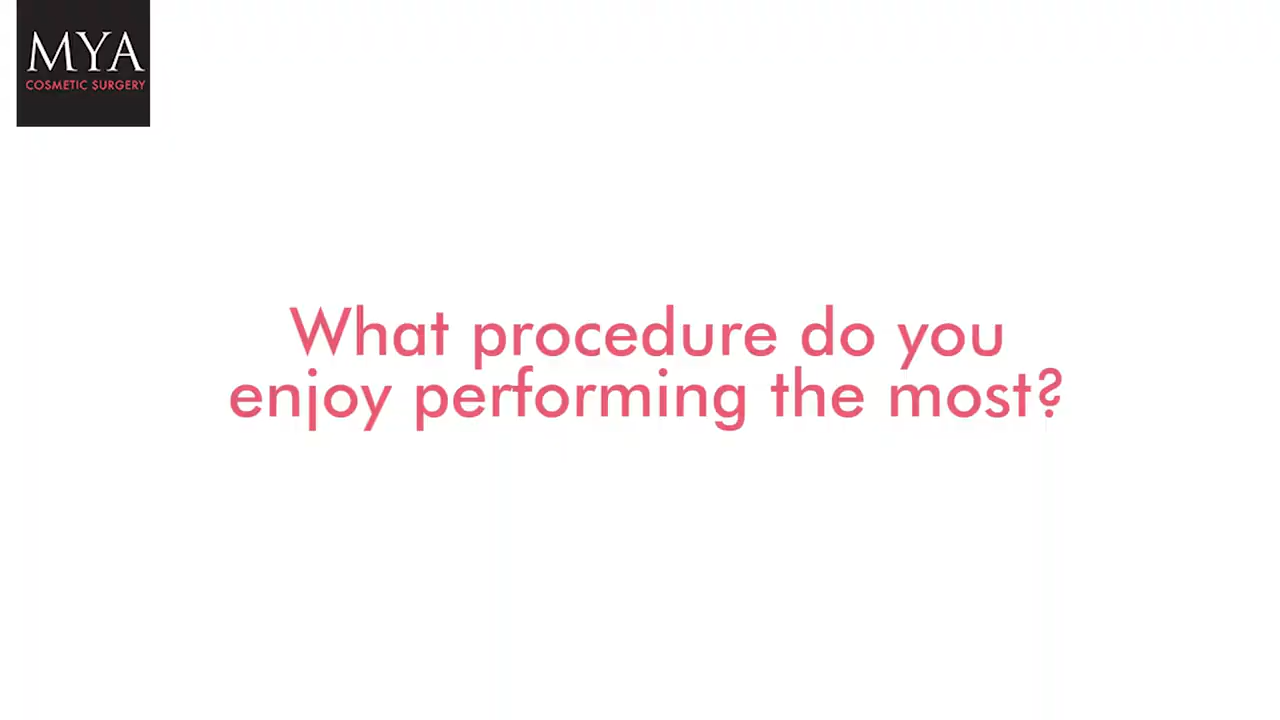 MYA
COSMETIC SURGERY
What procedure do you
enjoy performing the most?